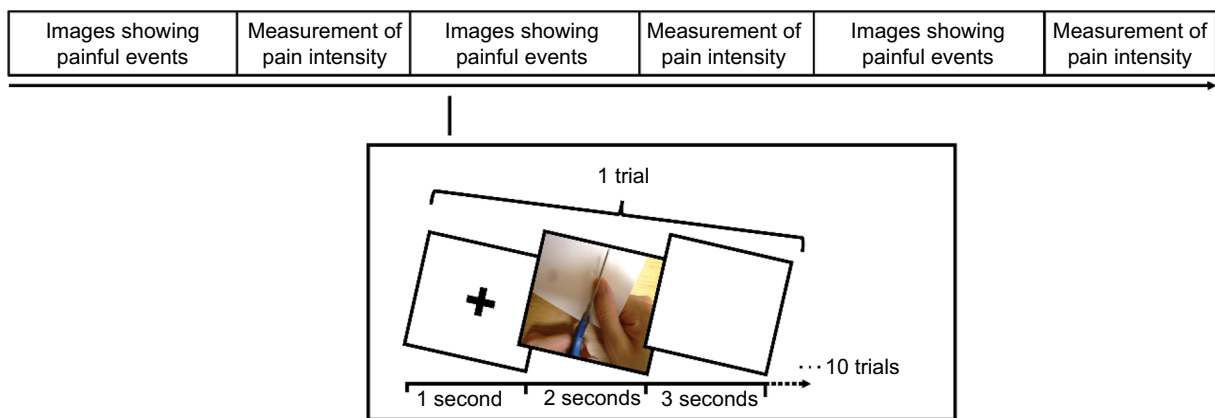 Images showing
painful events
Measurement of
pain intensity
Images showing
painful events
Measurement of
pain intensity
Images showing
painful events
Measurement of
pain intensity
1 trial
10 trials
1 second
2 seconds
3 seconds